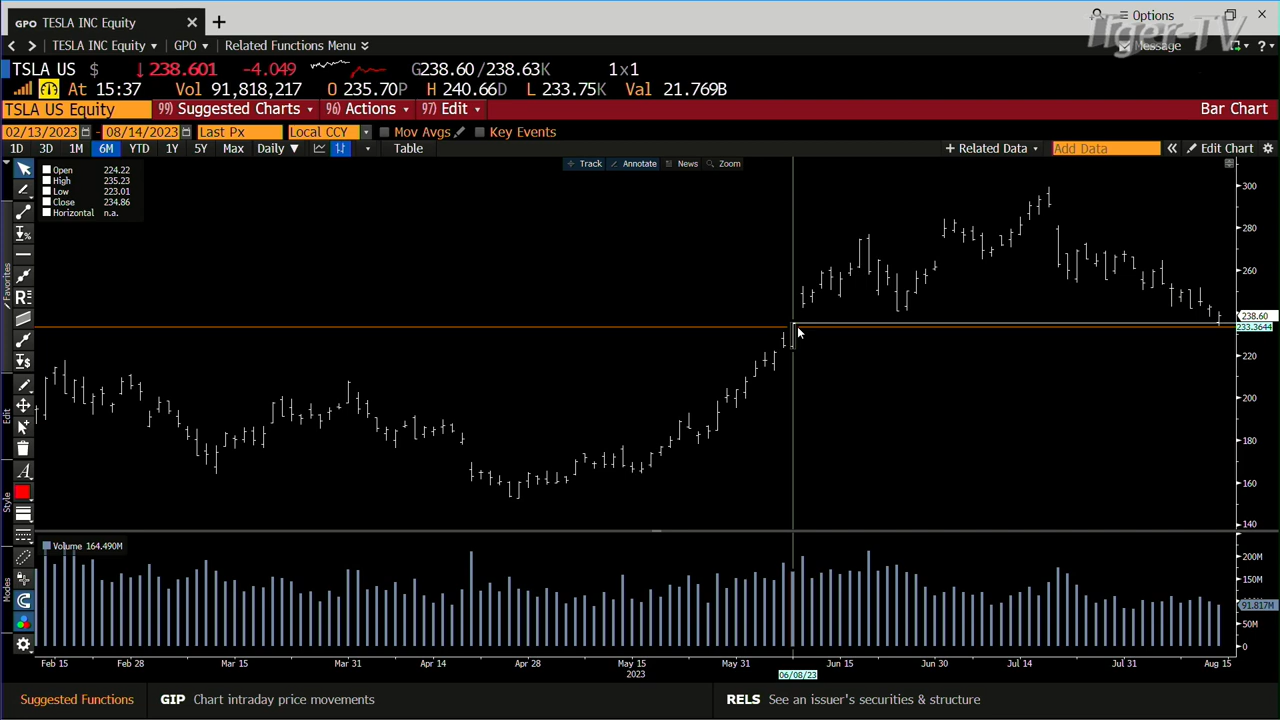 GPO TESLA INC Equity
Options
Tiger-TV
TESLA INC Equity GPO Related Functions Menu
Message
TSLA US $ ↓238.601 -4.049 G238.60/238.63K 1x1
At 15:37 Vol 91,818,217 O 235.70P H 240.66D L 233.75K Val 21.769B
TSLA US Equity 99) Suggested Charts 96) Actions 97) Edit Bar Chart
02/13/2023 - 08/14/2023 Last Px Local CCY Mov Avgs Key Events
1D 3D 1M 6M YTD 1Y 5Y Max Daily ▼ Table + Related Data Add Data « Edit Chart
Track Annotate News Zoom
Open 224.22
High 235.23
Low 223.01
Close 234.86
Horizontal n.a.
300
280
260
238.60
233.3644
220
200
180
160
140
Favorites
Edit
Style
Modes
Volume 164.490M
200M
150M
91.817M
50M
0
Feb 15 Feb 28 Mar 15 Mar 31 Apr 14 Apr 28 May 15 May 31 Jun 15 Jun 30 Jul 14 Jul 31 Aug 15
2023
06/08/23
Suggested Functions GIP Chart intraday price movements RELS See an issuer's securities & structure